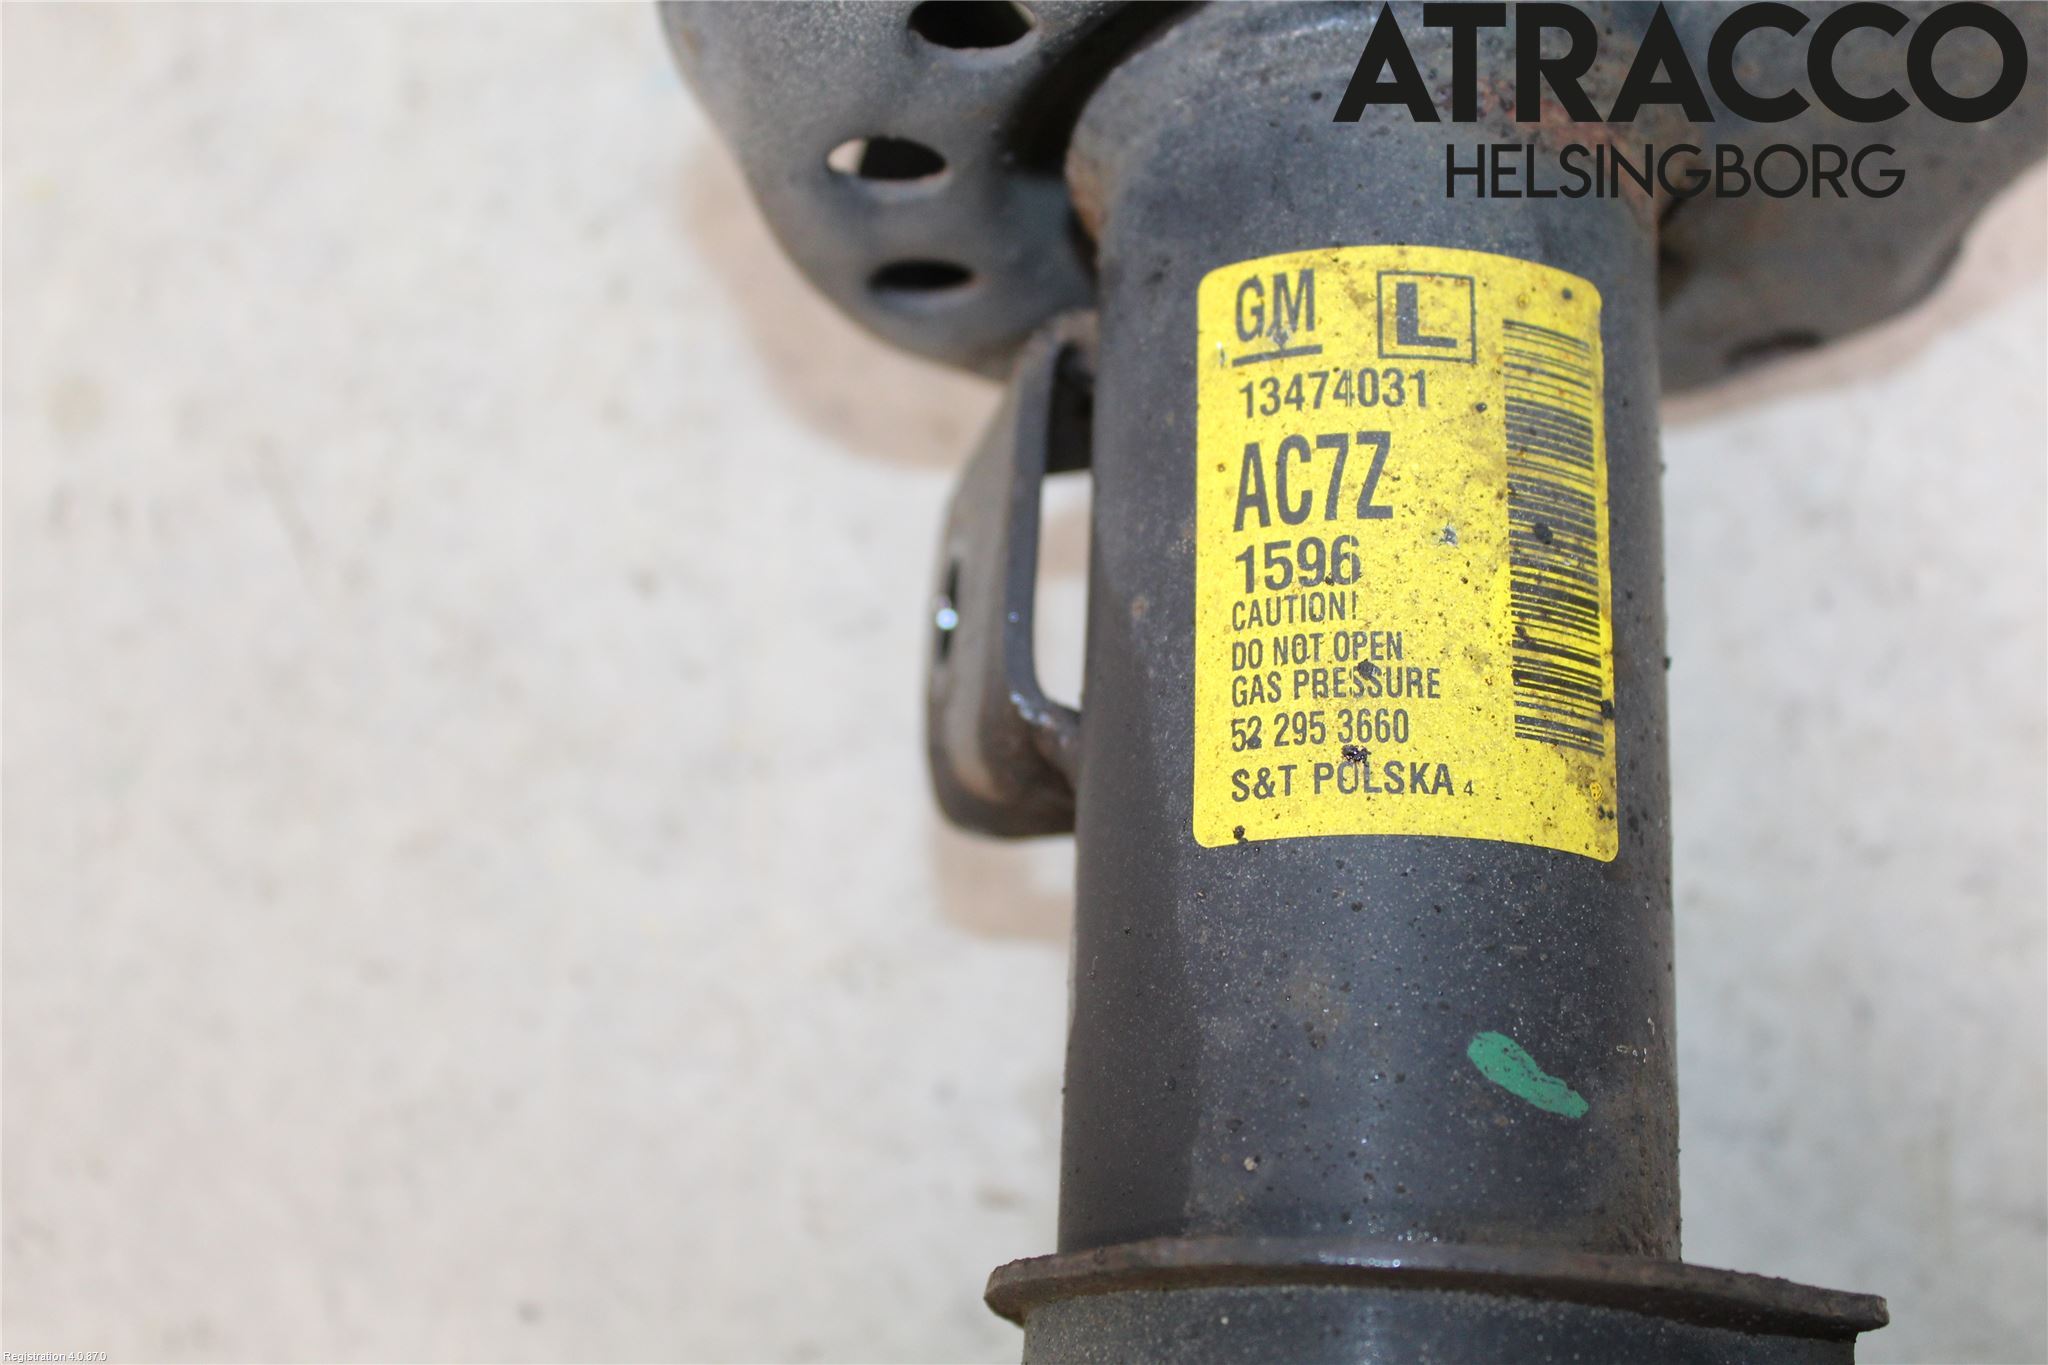 ATRACCO
HELSINGBORG
GM L
13474031
AC7Z
1596
CAUTION!
DO NOT OPEN
GAS PRESSURE
52 295 3660
S&T POLSKA 4
Registration 4.0.87.0